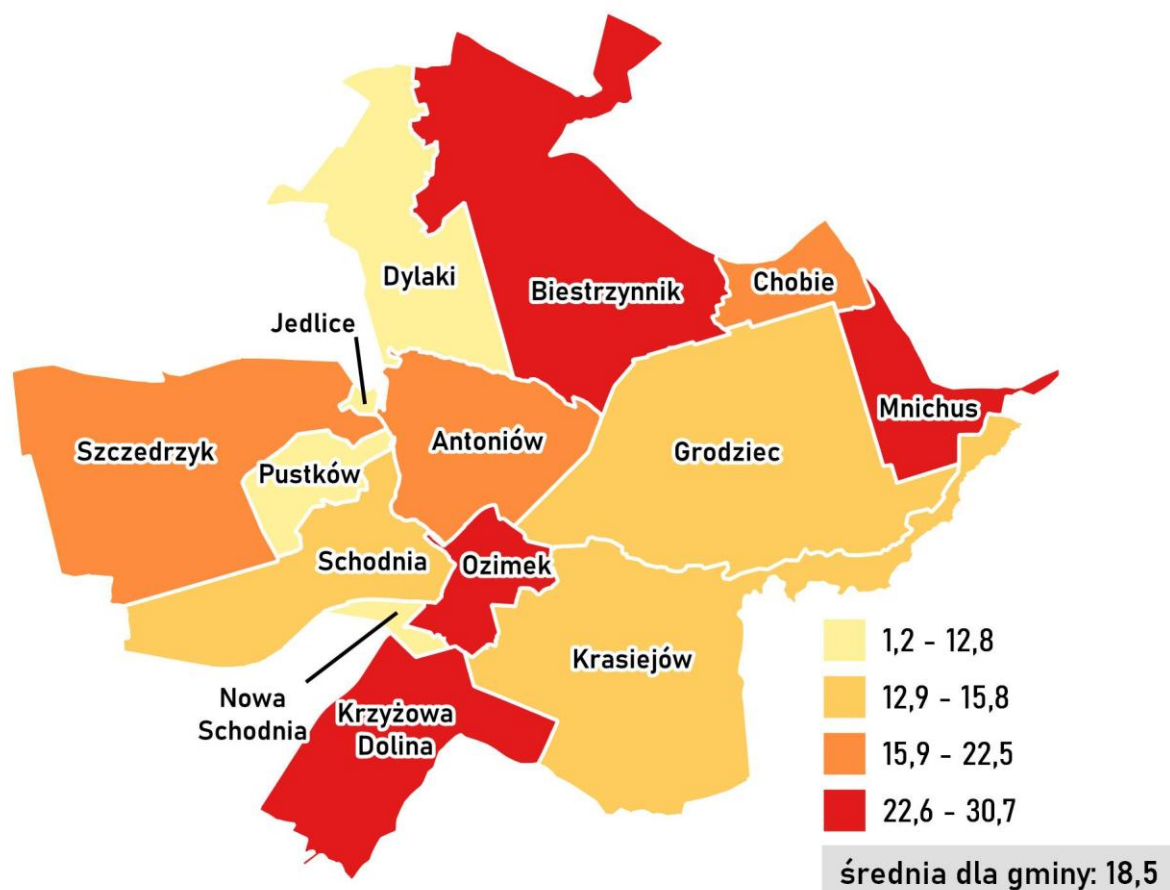 Dylaki
Biestrzynnik
Chobie
Jedlice
Mnichus
Szczedrzyk
Antoniów
Grodziec
Pustków
Schodnia
Ozimek
Krasiejów
Nowa
Schodnia
Krzyżowa
Dolina
1,2 - 12,8
12,9 - 15,8
15,9 - 22,5
22,6 - 30,7
średnia dla gminy: 18,5